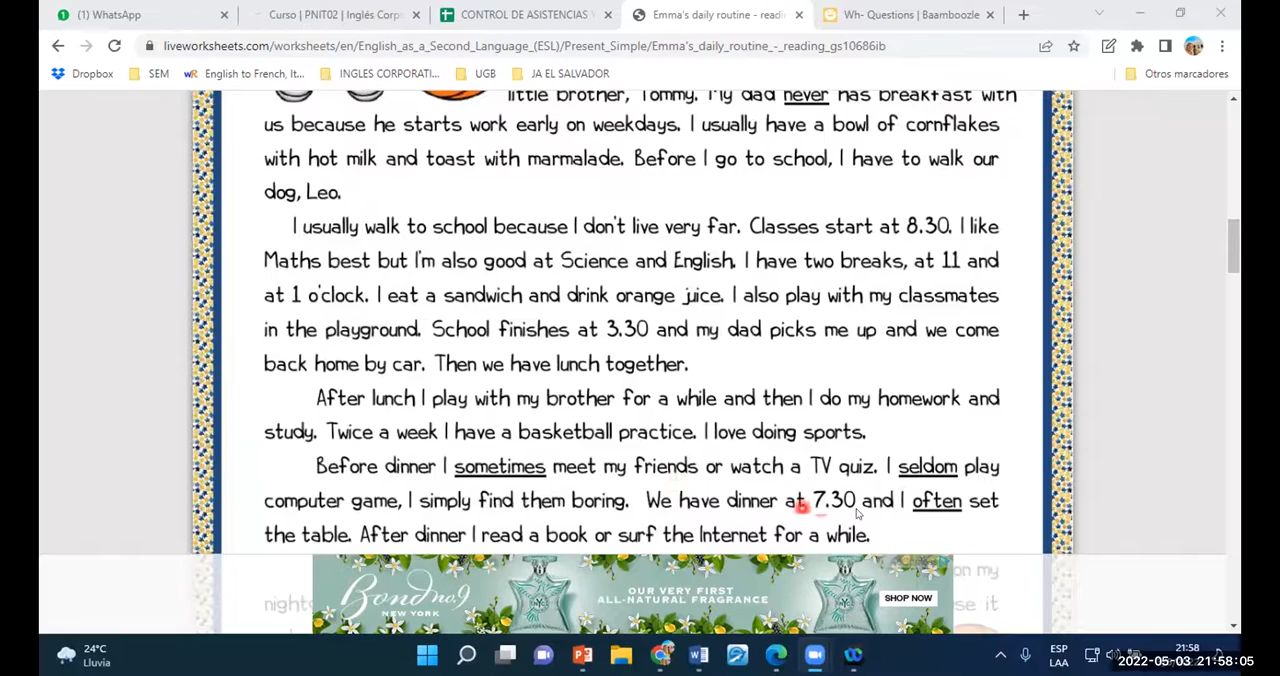 (1) WhatsApp
Curso | PNIT02 | Inglés Corp
CONTROL DE ASISTENCIAS Y
Emma's daily routine - readi
Wh- Questions | Baamboozle
liveworksheets.com/worksheets/en/English_as_a_Second_Language_(ESL)/Present_Simple/Emma's_daily_routine_-_reading_gs10686ib
Dropbox SEM English to French, It... INGLES CORPORATI... UGB JA EL SALVADOR Otros marcadores
little brother, Tommy. My dad never has breakfast with
us because he starts work early on weekdays. I usually have a bowl of cornflakes
with hot milk and toast with marmalade. Before I go to school, I have to walk our
dog, Leo.
I usually walk to school because I don't live very far. Classes start at 8.30. I like
Maths best but I'm also good at Science and English. I have two breaks, at 11 and
at 1 o'clock. I eat a sandwich and drink orange juice. I also play with my classmates
in the playground. School finishes at 3.30 and my dad picks me up and we come
back home by car. Then we have lunch together.
After lunch I play with my brother for a while and then I do my homework and
study. Twice a week I have a basketball practice. I love doing sports.
Before dinner I sometimes meet my friends or watch a TV quiz. I seldom play
computer game, I simply find them boring. We have dinner at 7.30 and I often set
the table. After dinner I read a book or surf the Internet for a while.
on my
Bond no.9
NEW YORK
OUR VERY FIRST
ALL-NATURAL FRAGRANCE
SHOP NOW
se it
24°C
Lluvia
ESP
LAA
21:58
2022-05-03 21:58:05